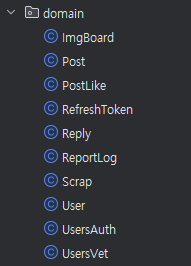 domain
ImgBoard
Post
PostLike
RefreshToken
Reply
ReportLog
Scrap
User
UsersAuth
UsersVet